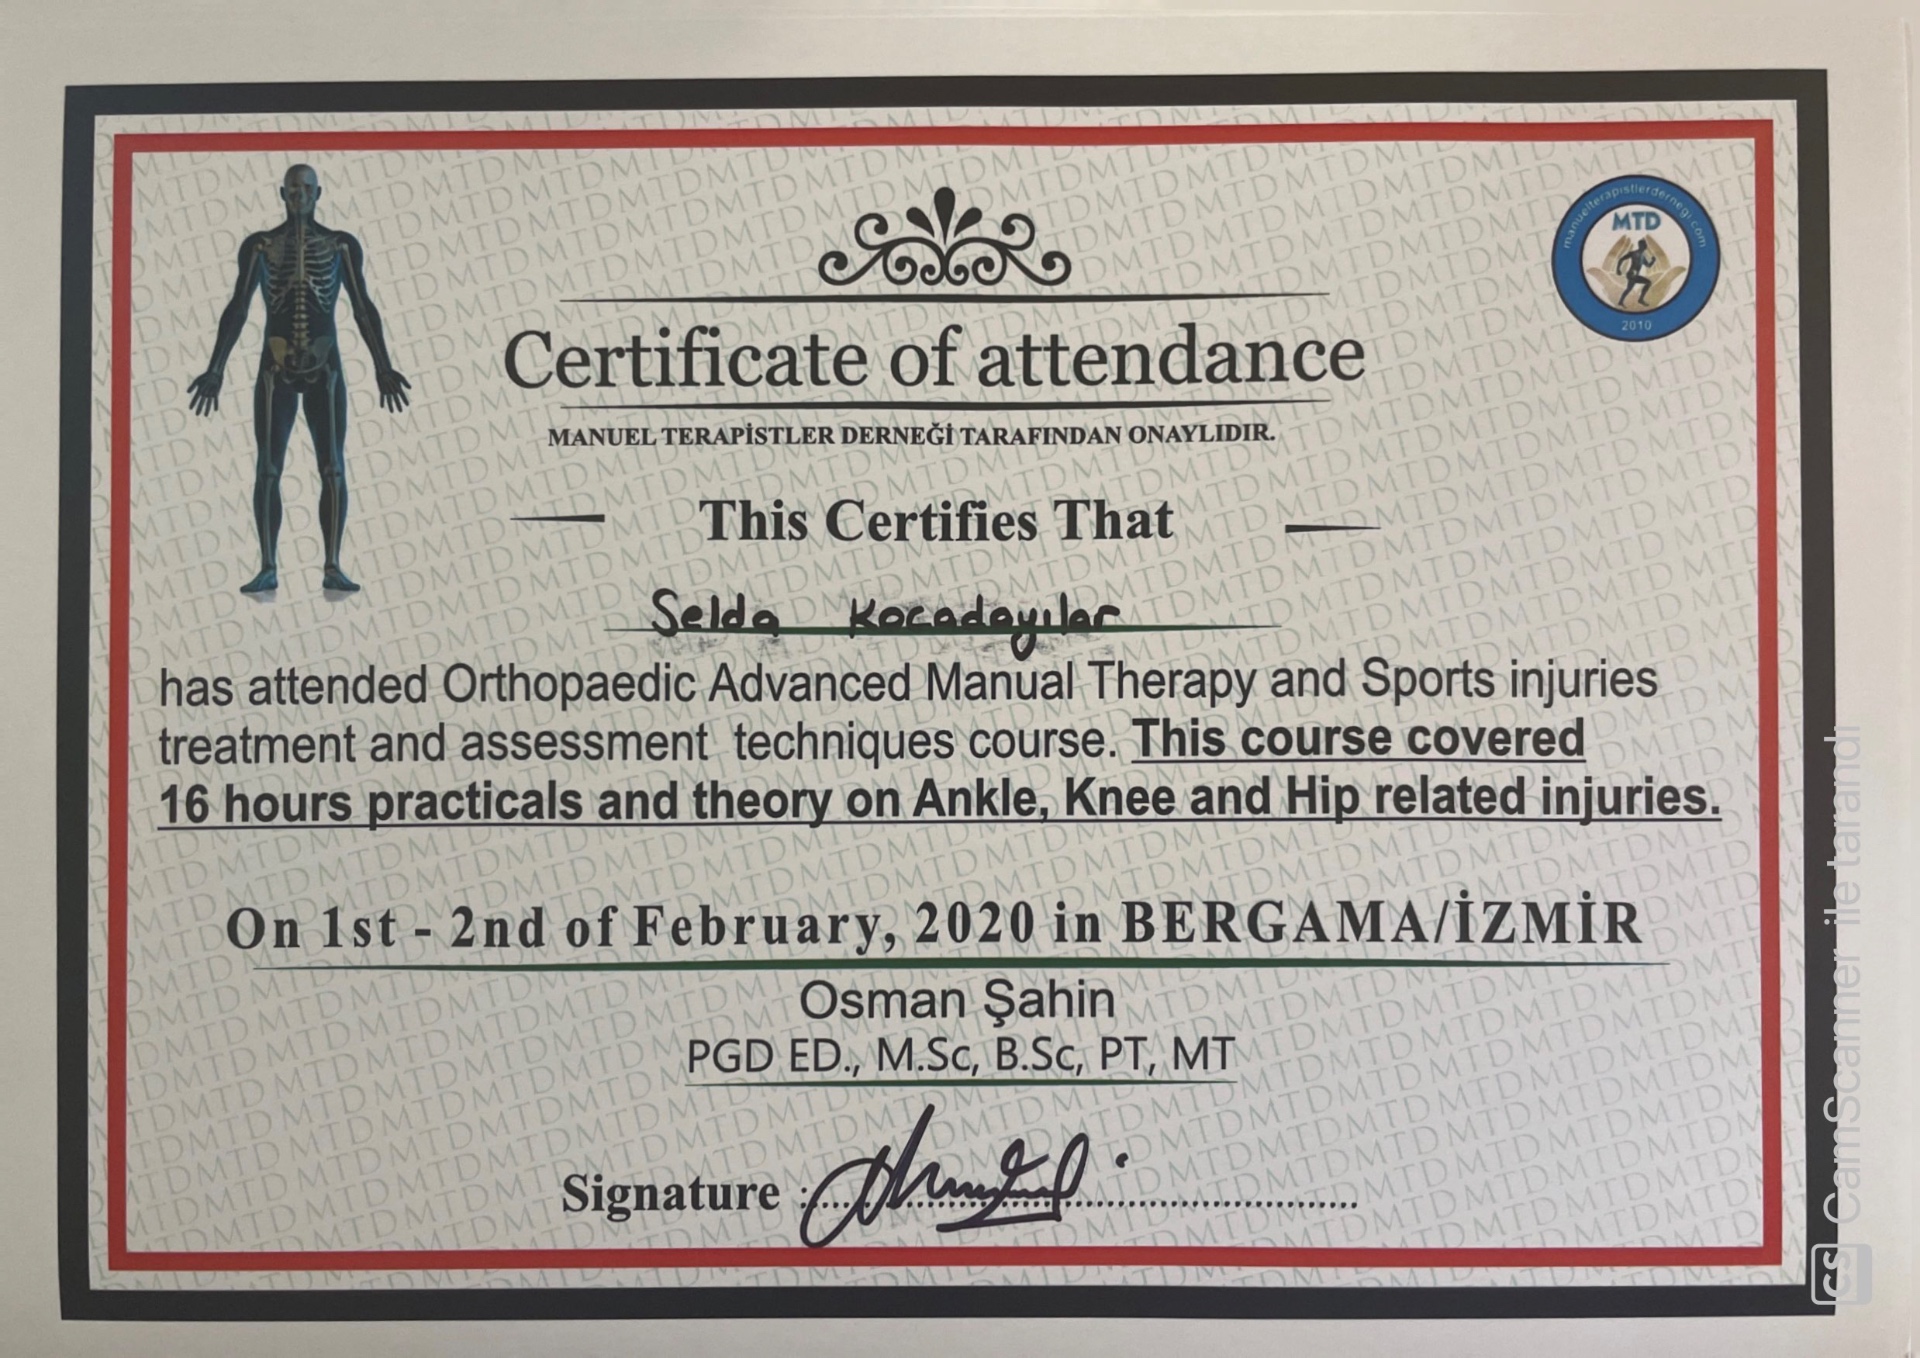 manuelterapistlerdernegi.com
MTD
2010
Certificate of attendance
MANUEL TERAPİSTLER DERNEĞİ TARAFINDAN ONAYLIDIR.
This Certifies That
Selda Kocadayılar
has attended Orthopaedic Advanced Manual Therapy and Sports injuries
treatment and assessment techniques course. This course covered
16 hours practicals and theory on Ankle, Knee and Hip related injuries.
On 1st - 2nd of February, 2020 in BERGAMA/İZMİR
Osman Şahin
PGD ED., M.Sc, B.Sc, PT, MT
Signature :
CS CamScanner ile tarandı